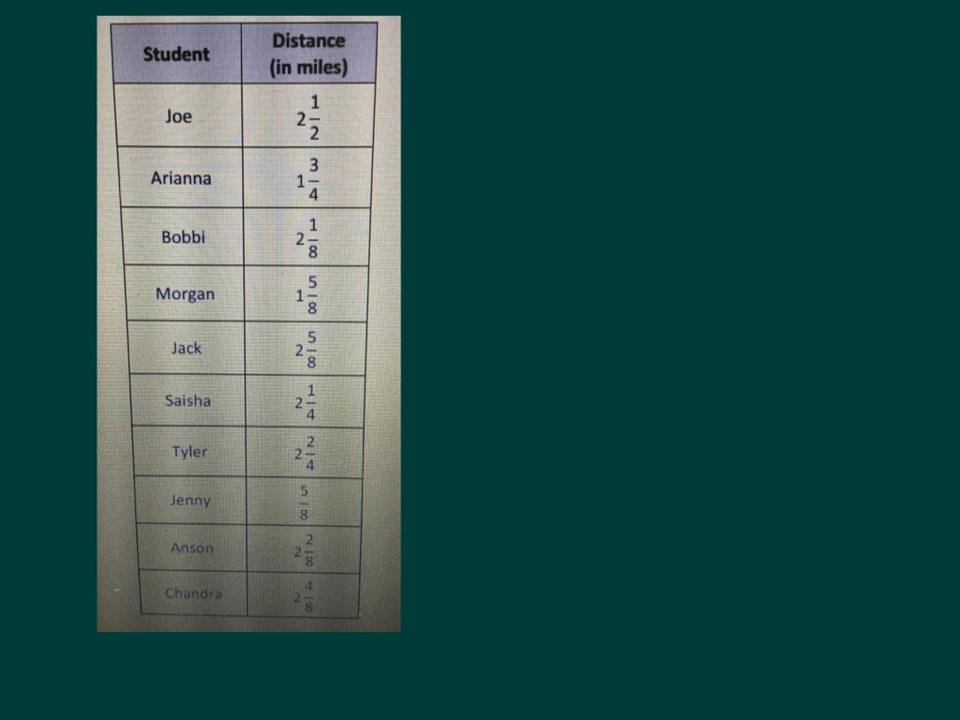 Student Distance (in miles)
Joe 2 1/2
Arianna 1 3/4
Bobbi 2 1/8
Morgan 1 5/8
Jack 2 5/8
Saisha 2 1/4
Tyler 2 2/4
Jenny 5/8
Anson 2 2/8
Chandra 2 4/8